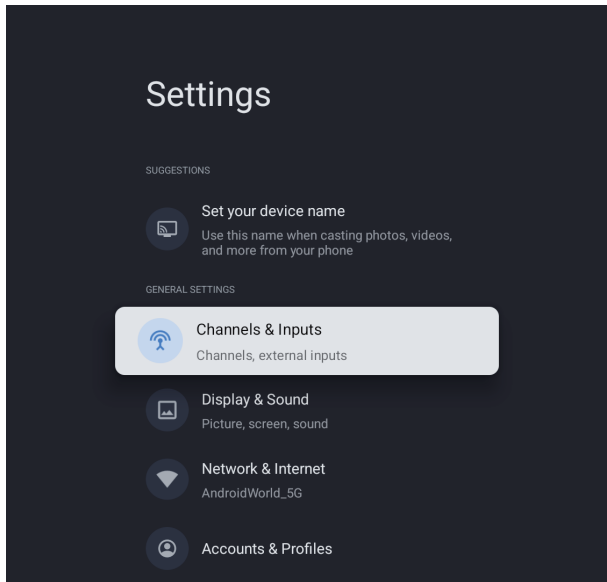 Settings
SUGGESTIONS
Set your device name
Use this name when casting photos, videos,
and more from your phone
GENERAL SETTINGS
Channels & Inputs
Channels, external inputs
Display & Sound
Picture, screen, sound
Network & Internet
AndroidWorld_5G
Accounts & Profiles